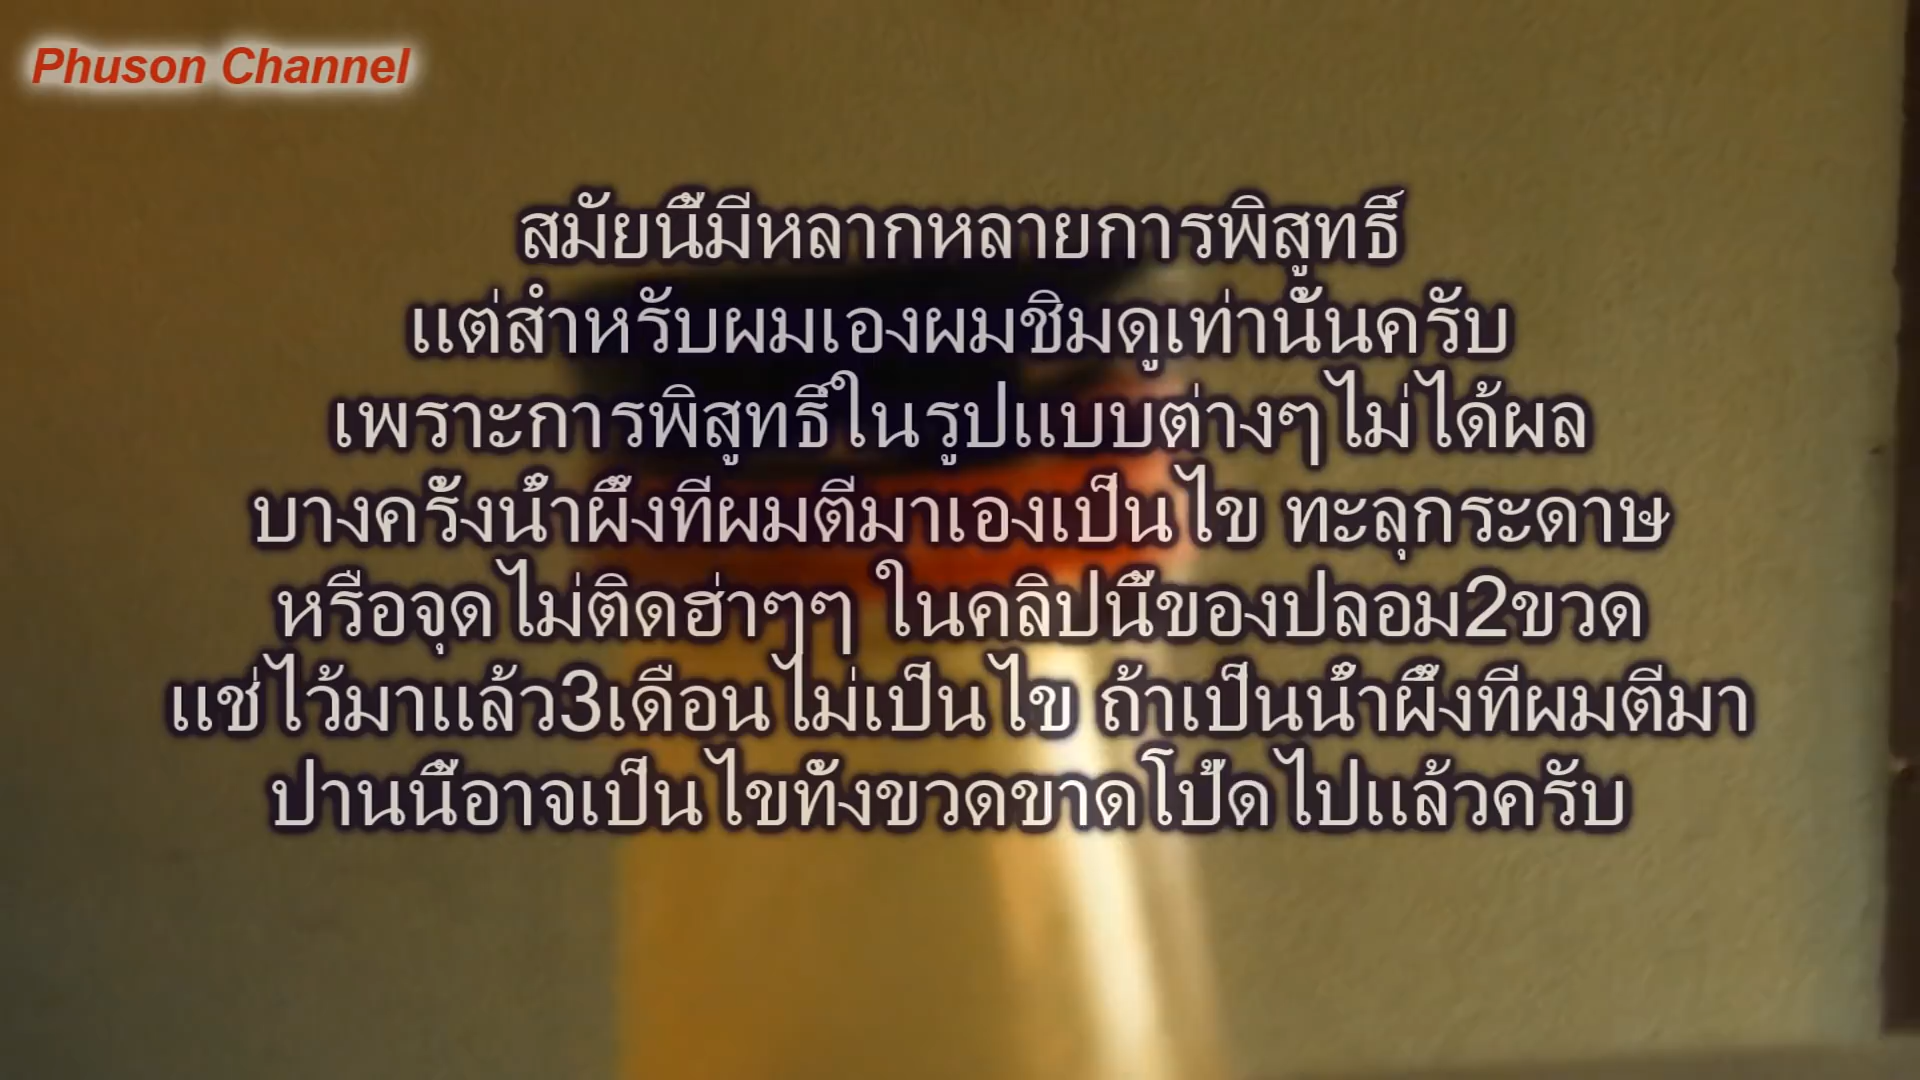 Phuson Channel
สมัยนี้มีหลากหลายการพิสูทธิ์
แต่สำหรับผมเองผมชิมดูเท่านั้นครับ
เพราะการพิสูทธิ์ในรูปแบบต่างๆไม่ได้ผล
บางครั้งน้ำผึ้งที่ผมตีมาเองเป็นไข ทะลุกระดาษ
หรือจุดไม่ติดฮ่าๆๆ ในคลิปนี้ของปลอม2ขวด
แช่ไว้มาแล้ว3เดือนไม่เป็นไข ถ้าเป็นน้ำผึ้งที่ผมตีมา
ปานนี้อาจเป็นไขทั้งขวดขาดโป้ดไปแล้วครับ